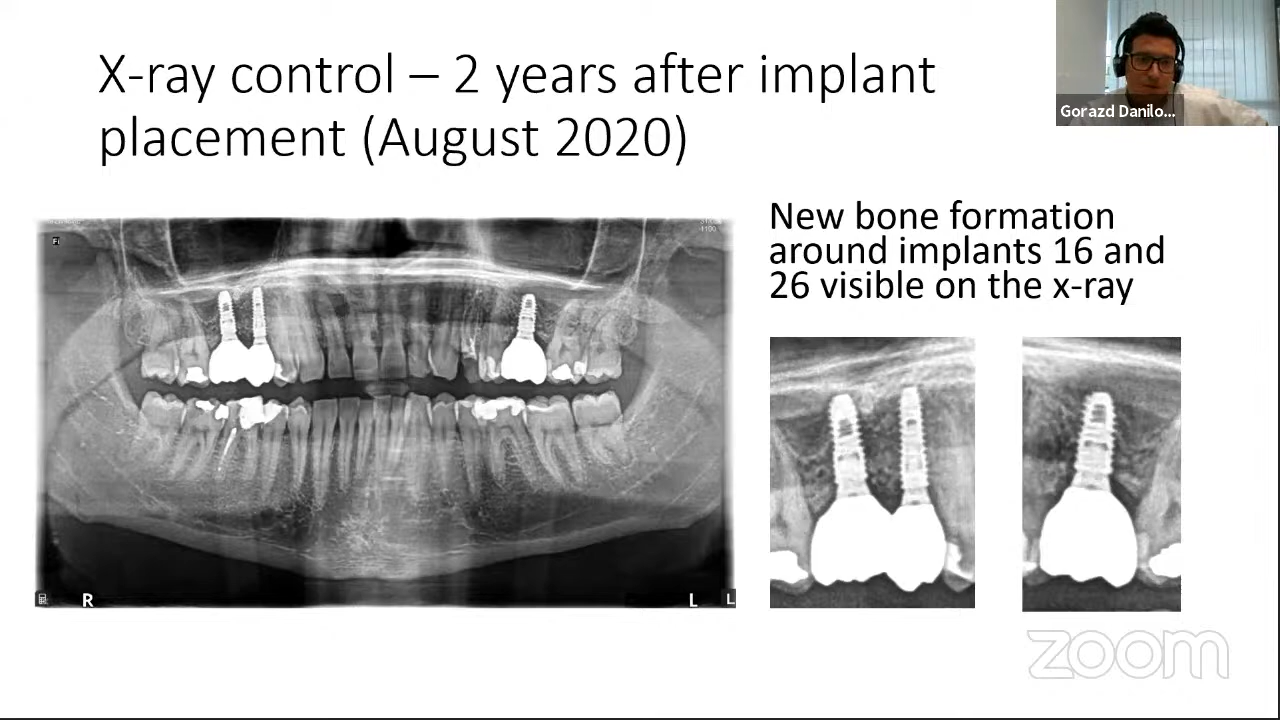 X-ray control – 2 years after implant
placement (August 2020)
Gorazd Danilo...
New bone formation
around implants 16 and
26 visible on the x-ray
Fi
R
L
L
zoom